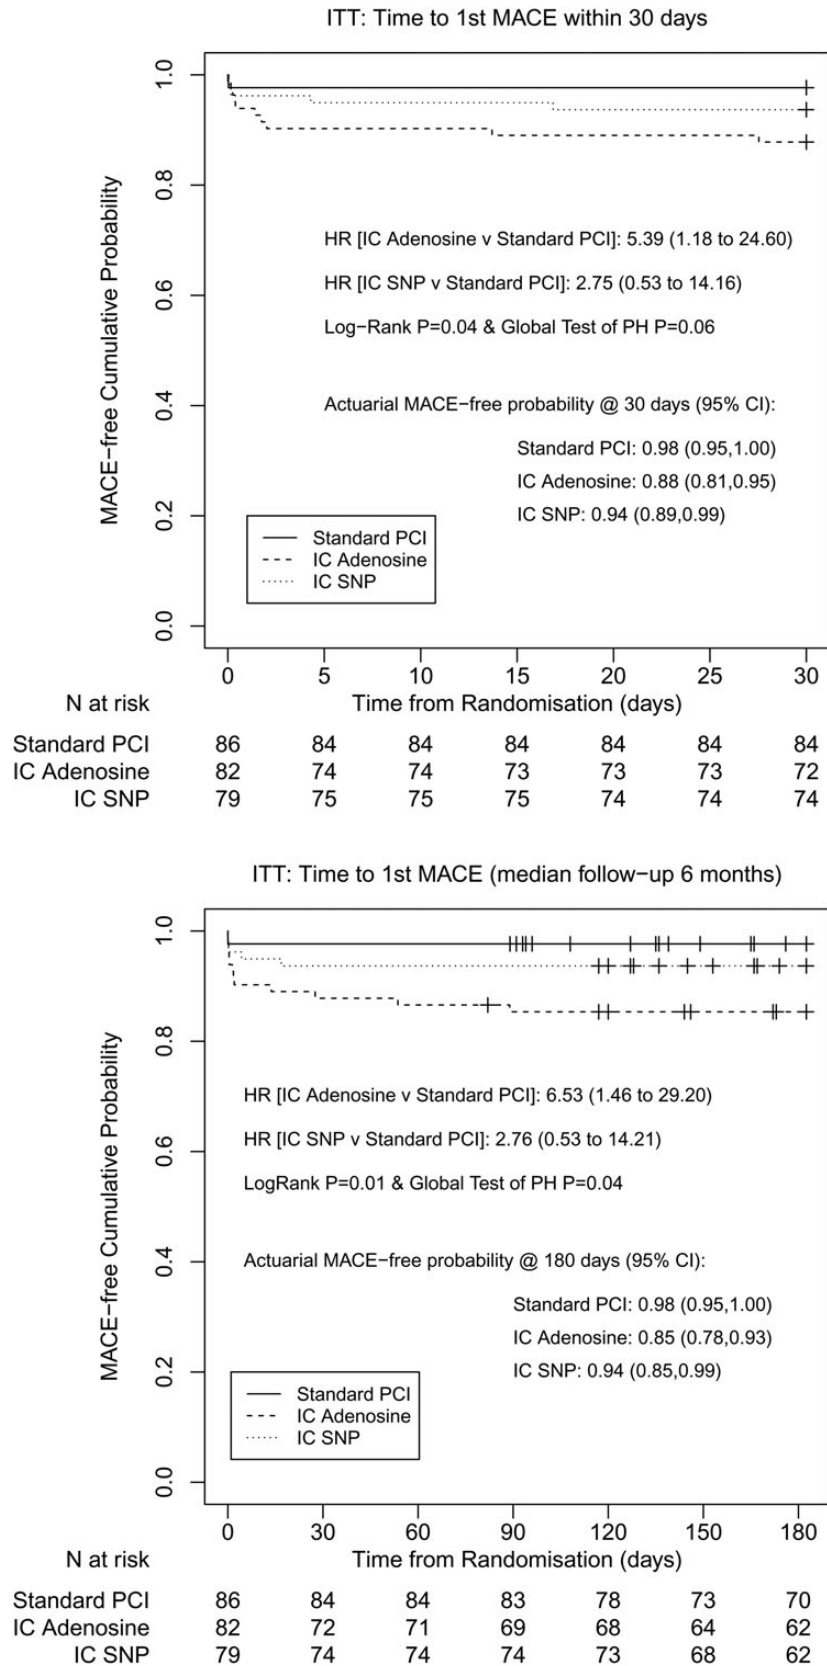 ITT: Time to 1st MACE within 30 days
MACE−free Cumulative Probability
1.0
0.8
0.6
0.4
0.2
0.0
HR [IC Adenosine v Standard PCI]: 5.39 (1.18 to 24.60)
HR [IC SNP v Standard PCI]: 2.75 (0.53 to 14.16)
Log−Rank P=0.04 & Global Test of PH P=0.06
Actuarial MACE−free probability @ 30 days (95% CI):
Standard PCI: 0.98 (0.95,1.00)
IC Adenosine: 0.88 (0.81,0.95)
IC SNP: 0.94 (0.89,0.99)
Standard PCI
IC Adenosine
IC SNP
0 5 10 15 20 25 30
N at risk Time from Randomisation (days)
Standard PCI 86 84 84 84 84 84 84
IC Adenosine 82 74 74 73 73 73 72
IC SNP 79 75 75 75 74 74 74
ITT: Time to 1st MACE (median follow−up 6 months)
MACE−free Cumulative Probability
1.0
0.8
0.6
0.4
0.2
0.0
HR [IC Adenosine v Standard PCI]: 6.53 (1.46 to 29.20)
HR [IC SNP v Standard PCI]: 2.76 (0.53 to 14.21)
LogRank P=0.01 & Global Test of PH P=0.04
Actuarial MACE−free probability @ 180 days (95% CI):
Standard PCI: 0.98 (0.95,1.00)
IC Adenosine: 0.85 (0.78,0.93)
IC SNP: 0.94 (0.85,0.99)
Standard PCI
IC Adenosine
IC SNP
0 30 60 90 120 150 180
N at risk Time from Randomisation (days)
Standard PCI 86 84 84 83 78 73 70
IC Adenosine 82 72 71 69 68 64 62
IC SNP 79 74 74 74 73 68 62